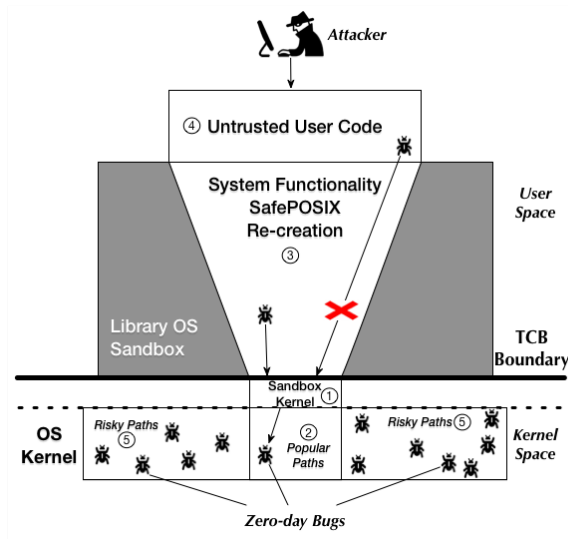 Attacker
④ Untrusted User Code
System Functionality
SafePOSIX
Re-creation
③
User
Space
Library OS
Sandbox
TCB
Boundary
Sandbox
Kernel
①
OS
Kernel
Risky Paths
⑤
②
Popular
Paths
Risky Paths ⑤
Kernel
Space
Zero-day Bugs